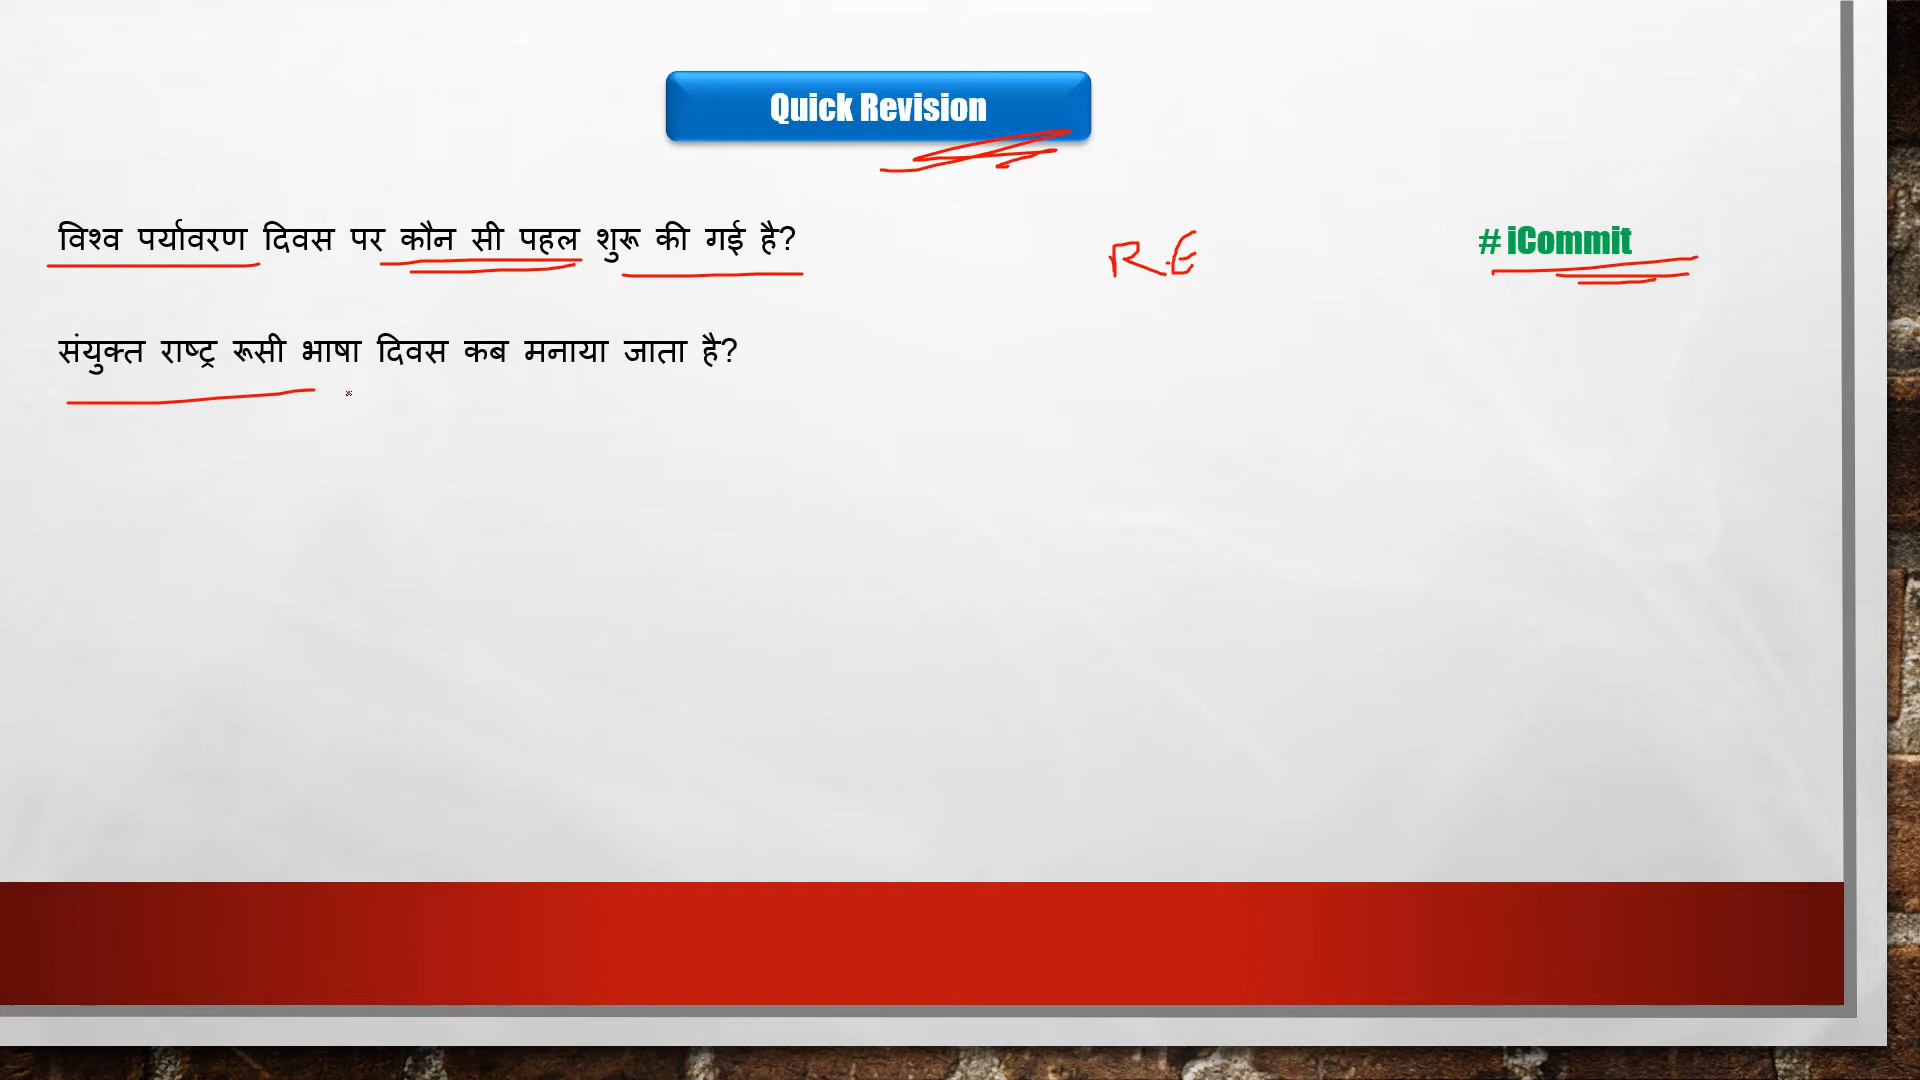 Quick Revision
विश्व पर्यावरण दिवस पर कौन सी पहल शुरू की गई है? R.E # iCommit
संयुक्त राष्ट्र रूसी भाषा दिवस कब मनाया जाता है?